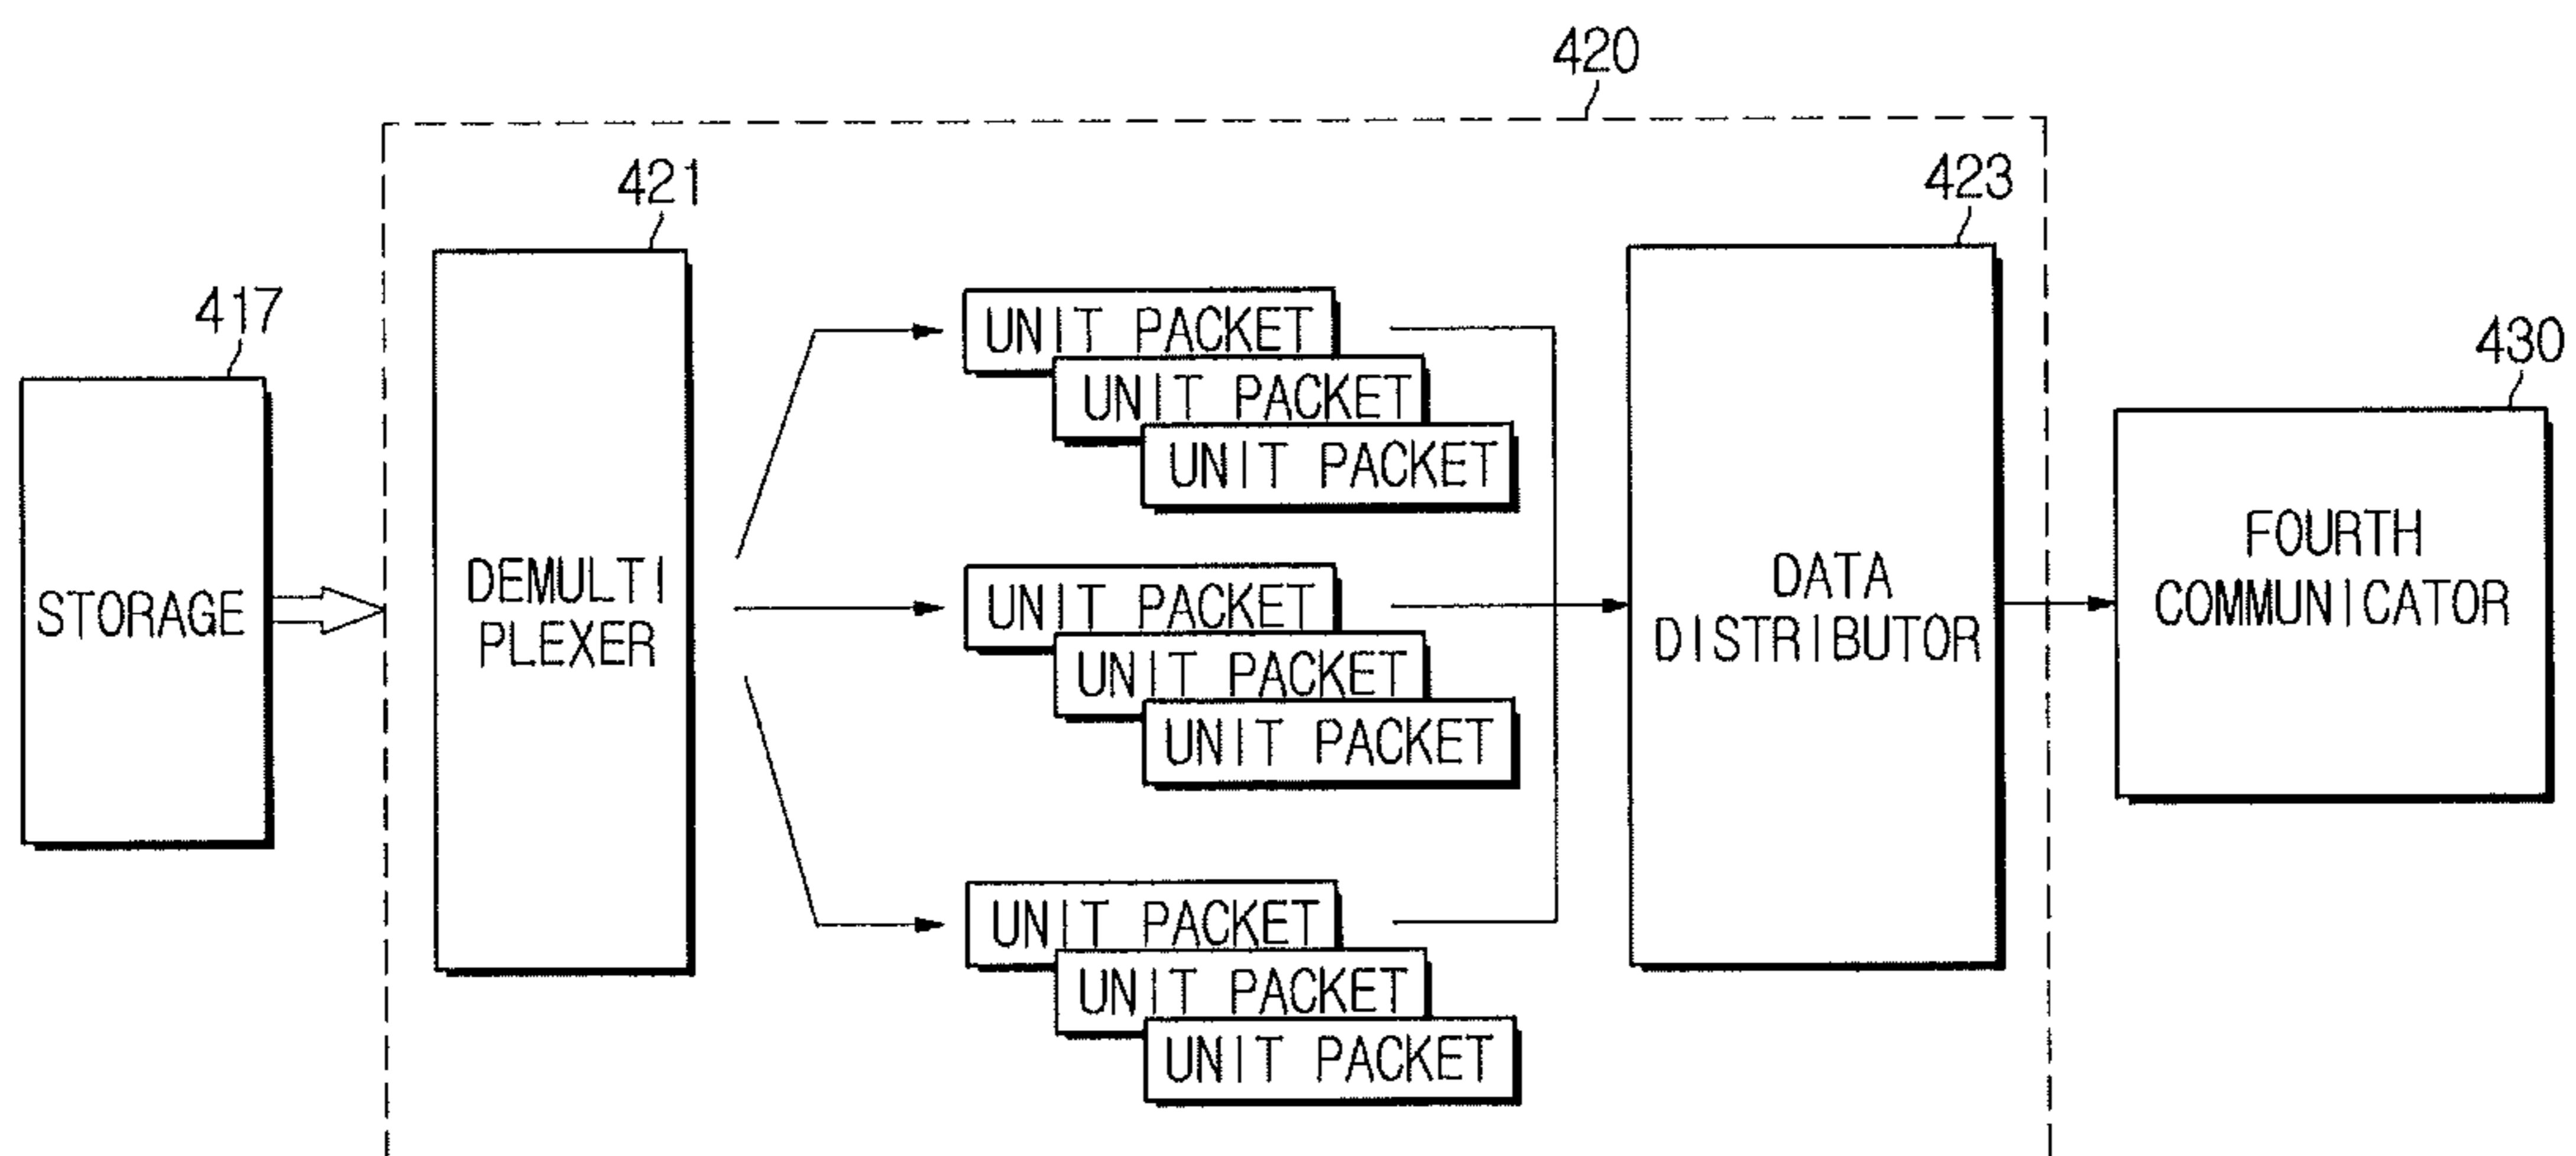 420
421
423
417
430
UNIT PACKET
UNIT PACKET
UNIT PACKET
STORAGE
DEMULTI
PLEXER
UNIT PACKET
UNIT PACKET
UNIT PACKET
DATA
DISTRIBUTOR
FOURTH
COMMUNICATOR
UNIT PACKET
UNIT PACKET
UNIT PACKET